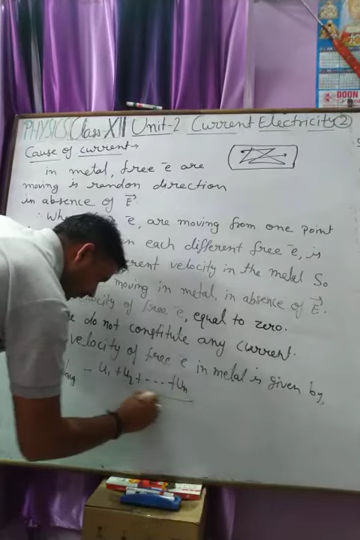 PHYSICS Class XII Unit-2 Current Electricity ②
Cause of current→
in metal, free ē are
moving is randon direction
in absence of E⃗
ē, are moving from one point
in each different free ē, is
velocity in the metal So
moving in metal, in absence of E⃗.
of free ē, equal to zero.
do not constitute any current.
velocity of free ē in metal is given by,
u₁ + u₂ + ---- + uₙ
DOON